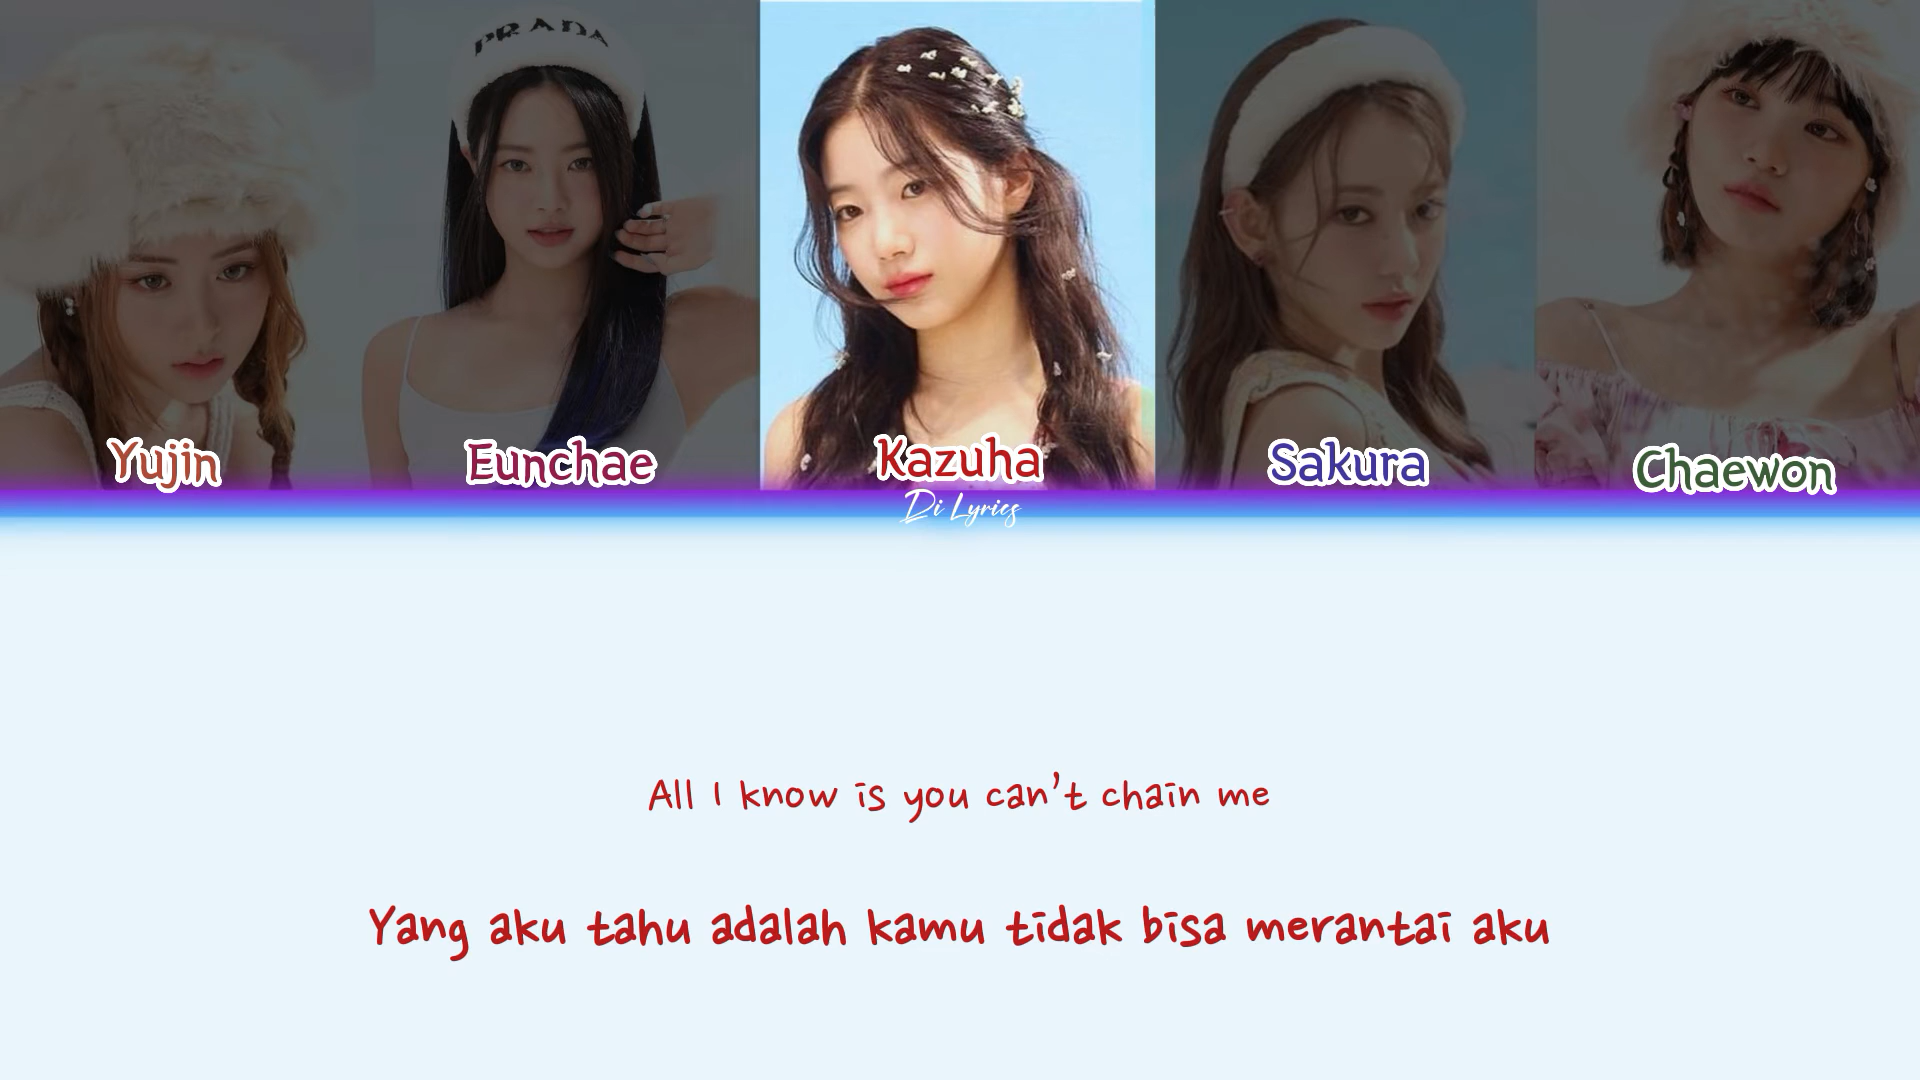 PRADA
Yujin
Eunchae
Kazuha
Sakura
Chaewon
Di Lyrics
All I know is you can't chain me
Yang aku tahu adalah kamu tidak bisa merantai aku